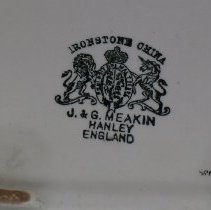 IRONSTONE CHINA
J. & G. MEAKIN
HANLEY
ENGLAND